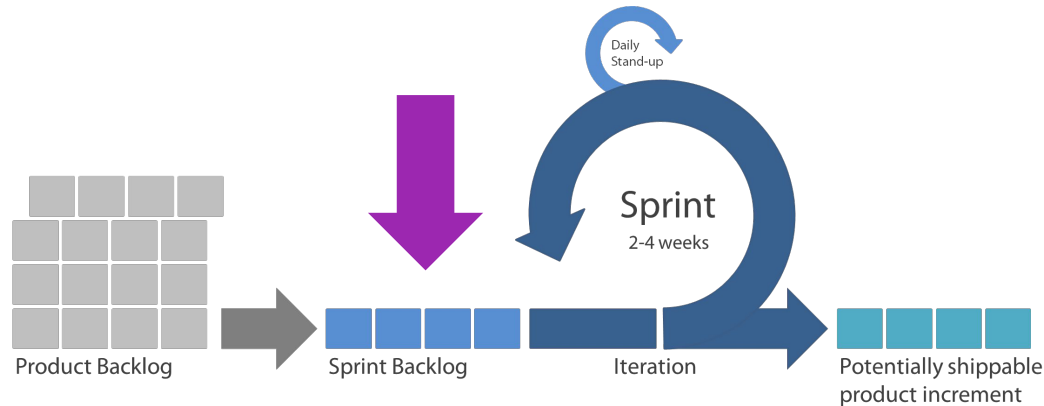 Daily
Stand-up
Sprint
2-4 weeks
Product Backlog
Sprint Backlog
Iteration
Potentially shippable
product increment